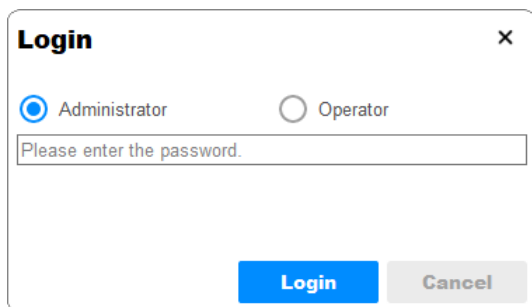 Login ×
Administrator Operator
Please enter the password.
Login Cancel